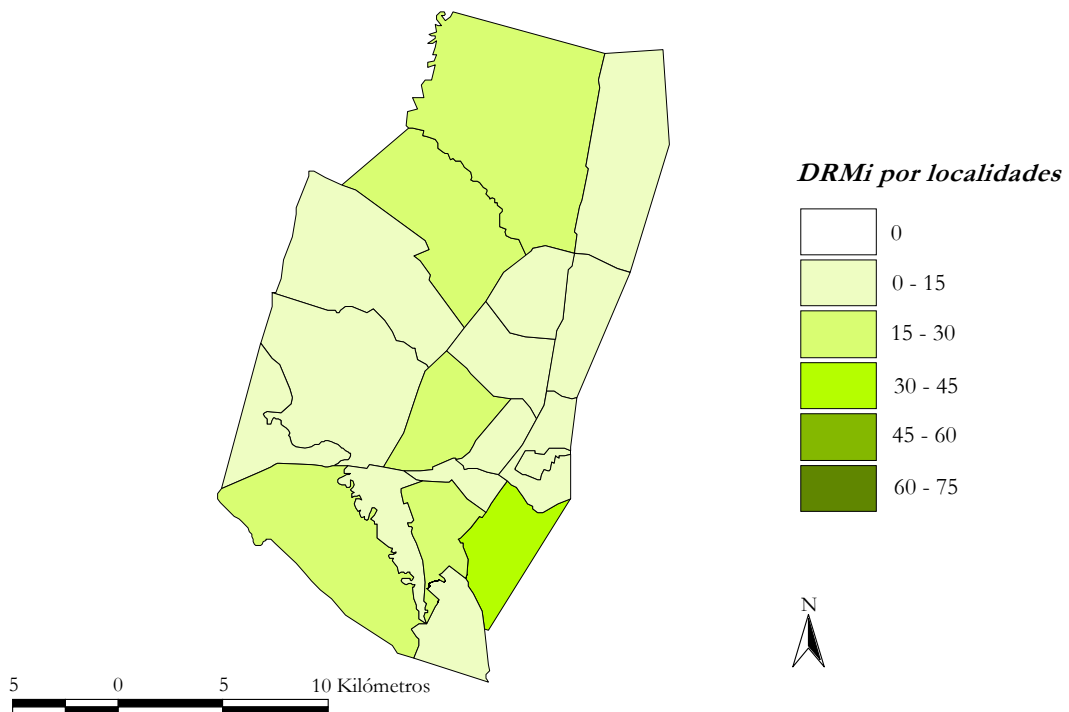 DRMi por localidades
0
0 - 15
15 - 30
30 - 45
45 - 60
60 - 75
N
5 0 5 10 Kilómetros